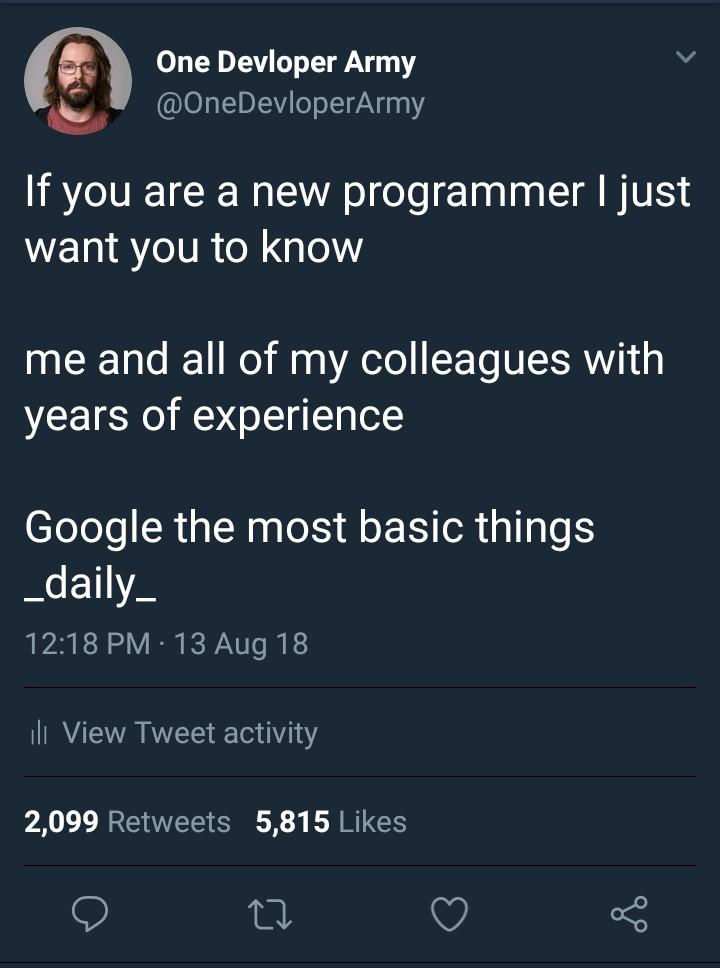 One Devloper Army
@OneDevloperArmy
If you are a new programmer I just
want you to know
me and all of my colleagues with
years of experience
Google the most basic things
_daily_
12:18 PM · 13 Aug 18
View Tweet activity
2,099 Retweets 5,815 Likes